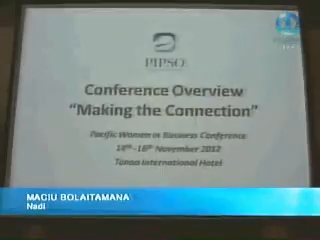 PIPSO
Conference Overview
"Making the Connection"
Pacific Women in Business Conference
14th-16th November 2012
Tanoa International Hotel
MACIU BOLAITAMANA
Nadi